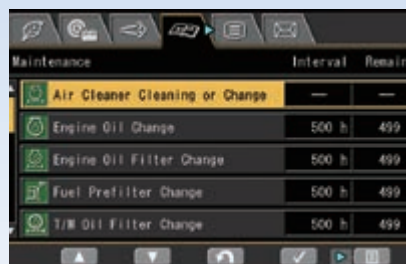 Maintenance Interval Remain
Air Cleaner Cleaning or Change — —
Engine Oil Change 500 h 499
Engine Oil Filter Change 500 h 499
Fuel Prefilter Change 500 h 499
T/M Oil Filter Change 500 h 499